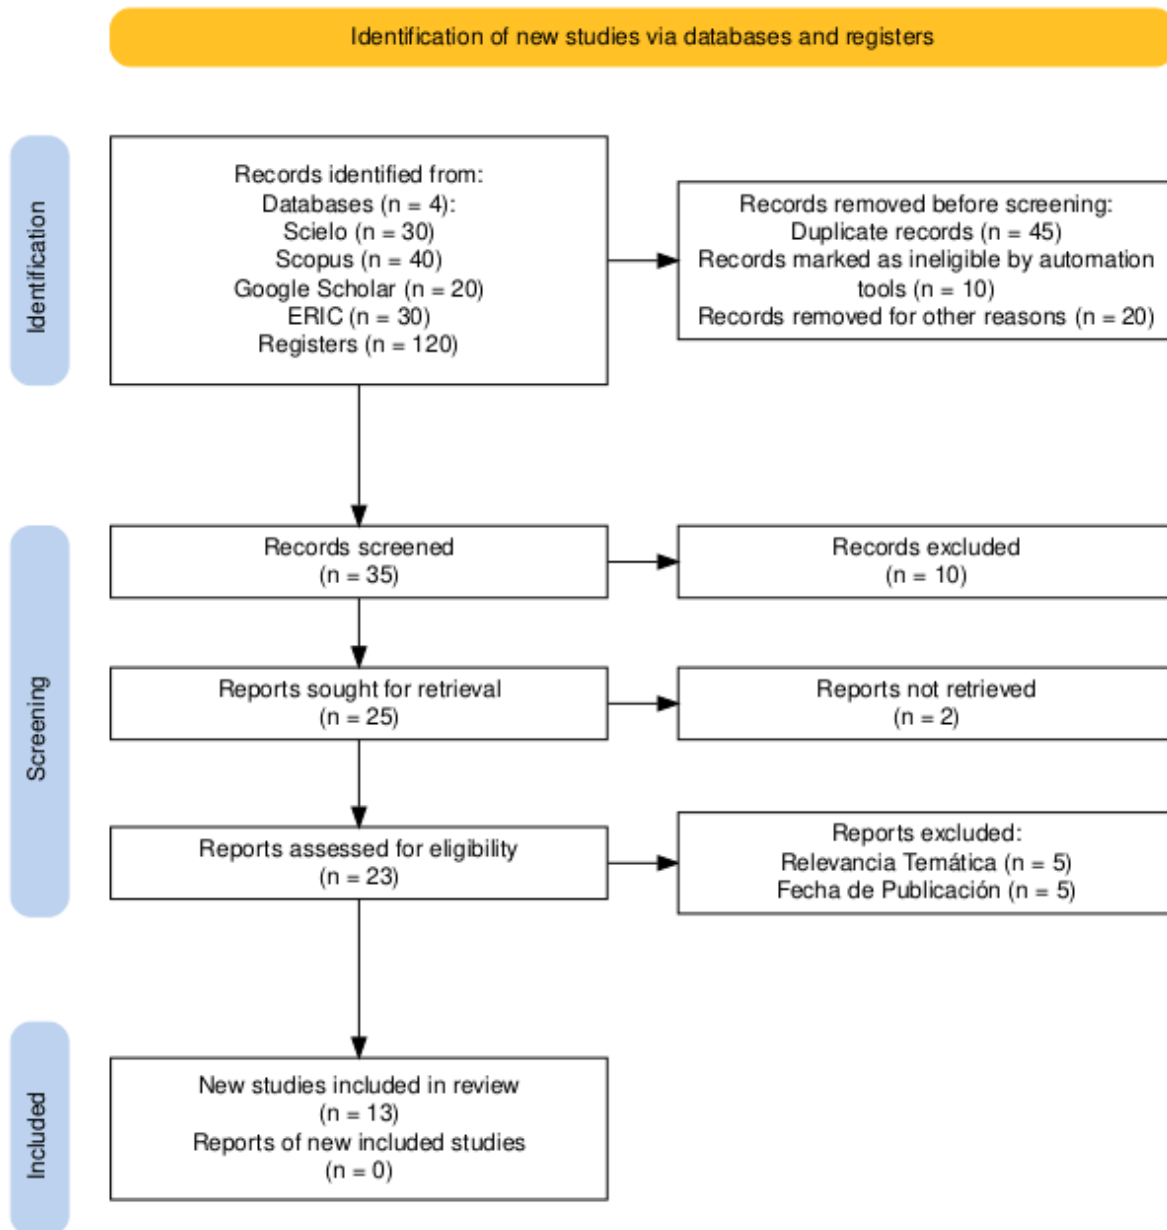 Identification of new studies via databases and registers
Identification
Records identified from:
Databases (n = 4):
Scielo (n = 30)
Scopus (n = 40)
Google Scholar (n = 20)
ERIC (n = 30)
Registers (n = 120)
Records removed before screening:
Duplicate records (n = 45)
Records marked as ineligible by automation
tools (n = 10)
Records removed for other reasons (n = 20)
Screening
Records screened
(n = 35)
Records excluded
(n = 10)
Reports sought for retrieval
(n = 25)
Reports not retrieved
(n = 2)
Reports assessed for eligibility
(n = 23)
Reports excluded:
Relevancia Temática (n = 5)
Fecha de Publicación (n = 5)
Included
New studies included in review
(n = 13)
Reports of new included studies
(n = 0)